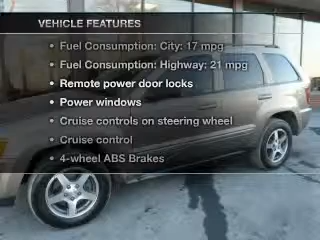 VEHICLE FEATURES
• Fuel Consumption: City: 17 mpg
• Fuel Consumption: Highway: 21 mpg
• Remote power door locks
• Power windows
• Cruise controls on steering wheel
• Cruise control
• 4-wheel ABS Brakes